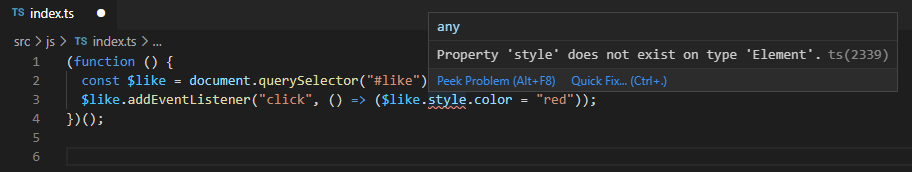 TS index.ts
src > js > TS index.ts > ...
any
Property 'style' does not exist on type 'Element'. ts(2339)
Peek Problem (Alt+F8) Quick Fix... (Ctrl+.)
1 (function () {
2 const $like = document.querySelector("#like")
3 $like.addEventListener("click", () => ($like.style.color = "red"));
4 })();
5
6